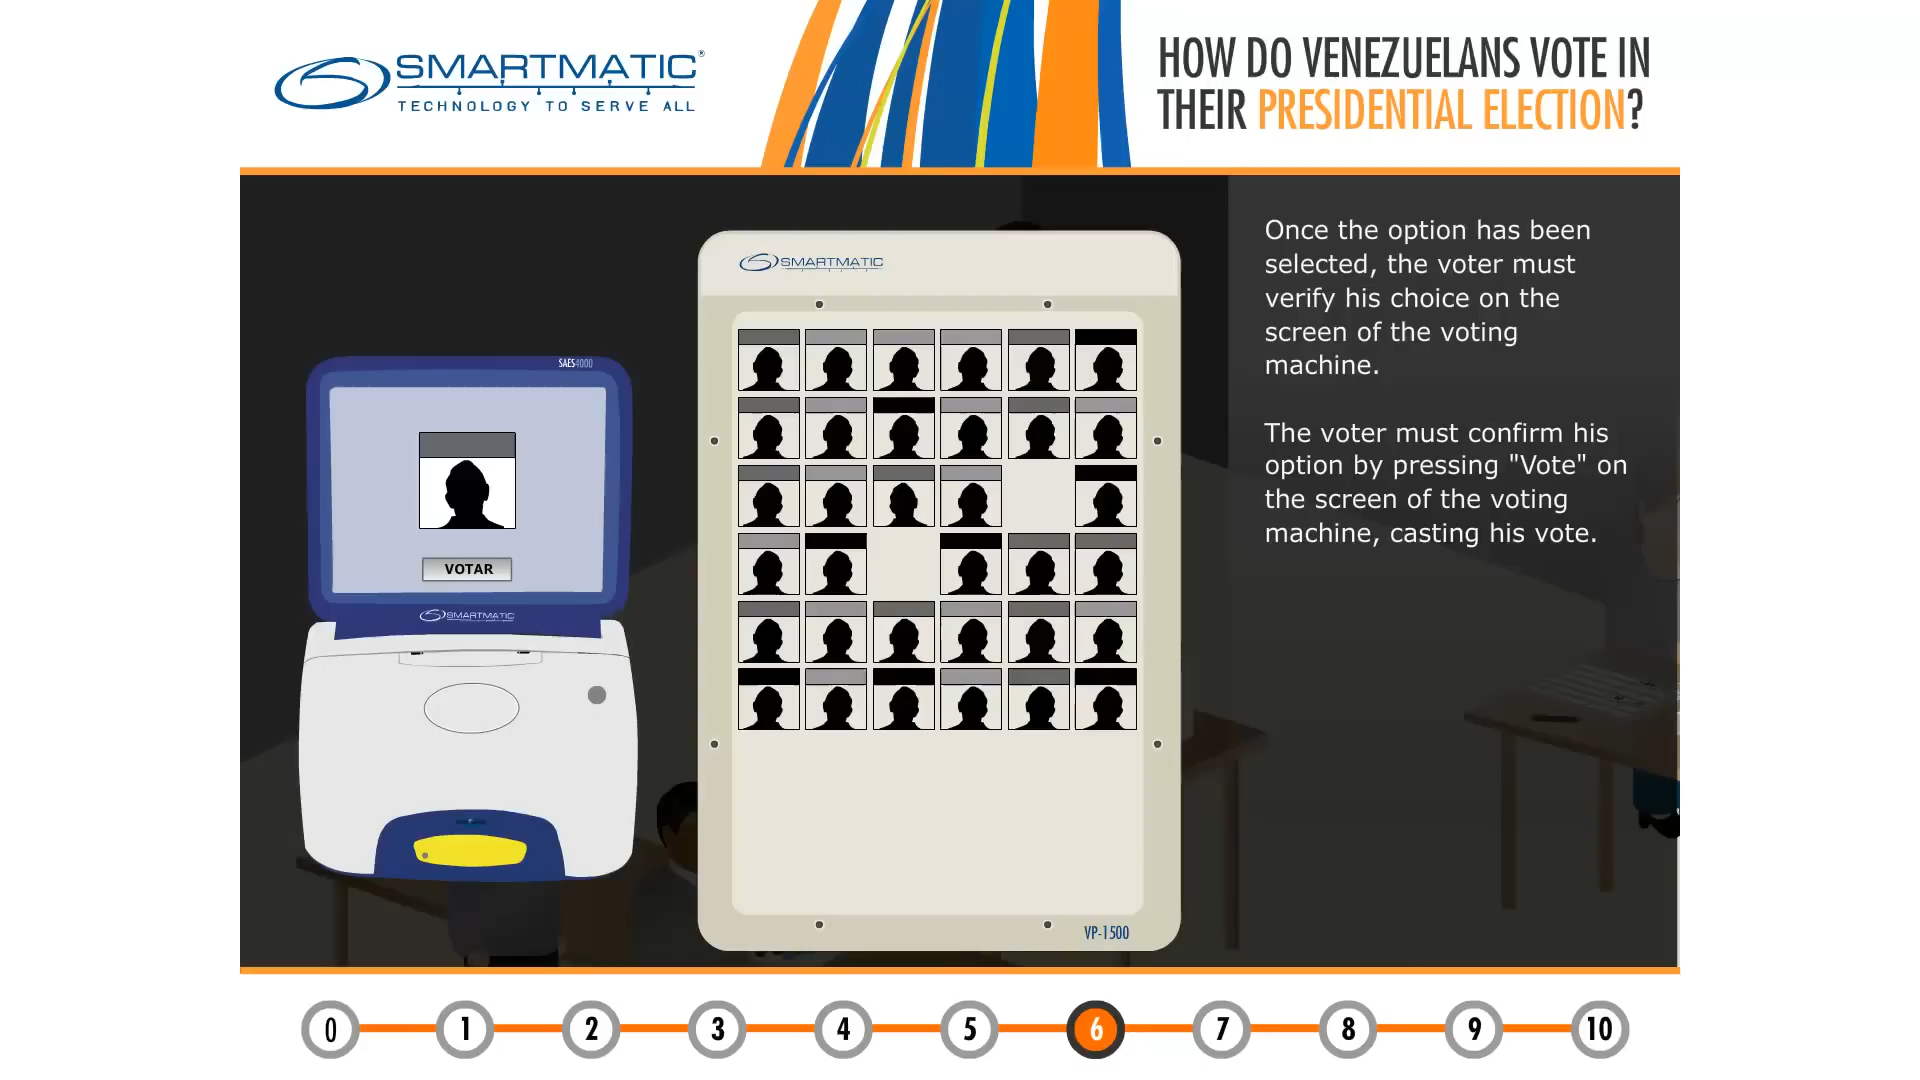 SMARTMATIC®
TECHNOLOGY TO SERVE ALL
HOW DO VENEZUELANS VOTE IN
THEIR PRESIDENTIAL ELECTION?
SMARTMATIC
SAES4000
VOTAR
SMARTMATIC
VP-1500
Once the option has been
selected, the voter must
verify his choice on the
screen of the voting
machine.
The voter must confirm his
option by pressing "Vote" on
the screen of the voting
machine, casting his vote.
0 1 2 3 4 5 6 7 8 9 10